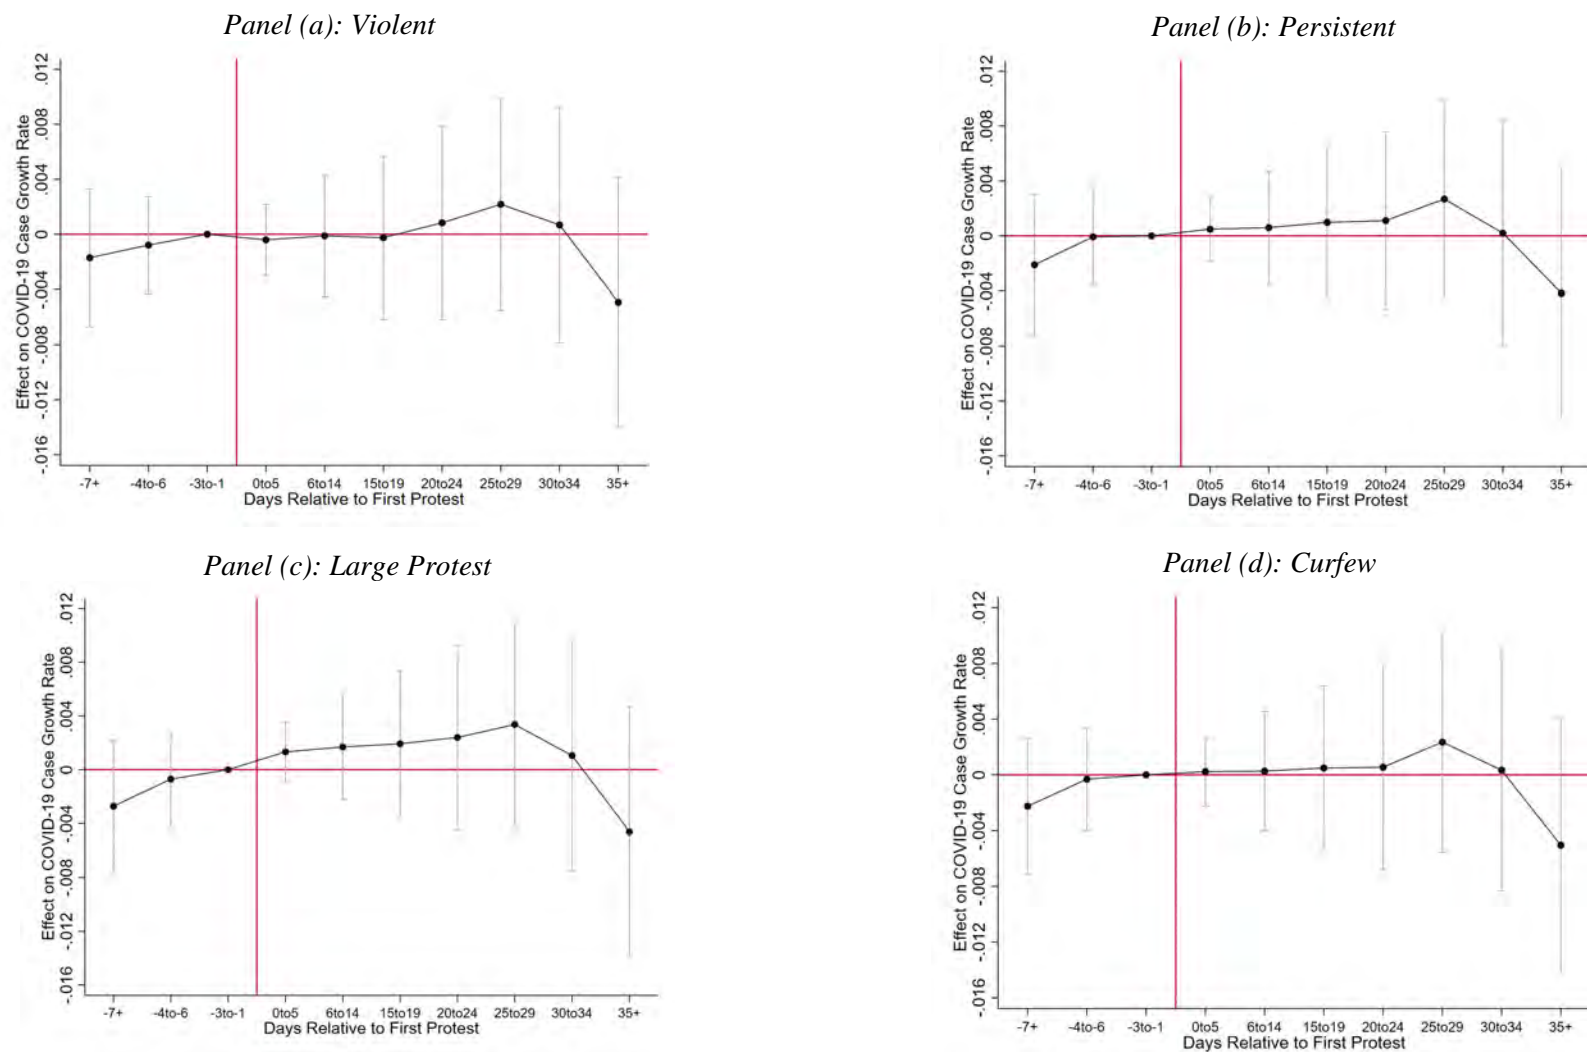 Panel (a): Violent
Effect on COVID-19 Case Growth Rate
.012
.008
.004
0
-.004
-.008
-.012
-.016
-7+ -4to-6 -3to-1 0to5 6to14 15to19 20to24 25to29 30to34 35+
Days Relative to First Protest
Panel (b): Persistent
Effect on COVID-19 Case Growth Rate
.012
.008
.004
0
-.004
-.008
-.012
-.016
-7+ -4to-6 -3to-1 0to5 6to14 15to19 20to24 25to29 30to34 35+
Days Relative to First Protest
Panel (c): Large Protest
Effect on COVID-19 Case Growth Rate
.012
.008
.004
0
-.004
-.008
-.012
-.016
-7+ -4to-6 -3to-1 0to5 6to14 15to19 20to24 25to29 30to34 35+
Days Relative to First Protest
Panel (d): Curfew
Effect on COVID-19 Case Growth Rate
.012
.008
.004
0
-.004
-.008
-.012
-.016
-7+ -4to-6 -3to-1 0to5 6to14 15to19 20to24 25to29 30to34 35+
Days Relative to First Protest